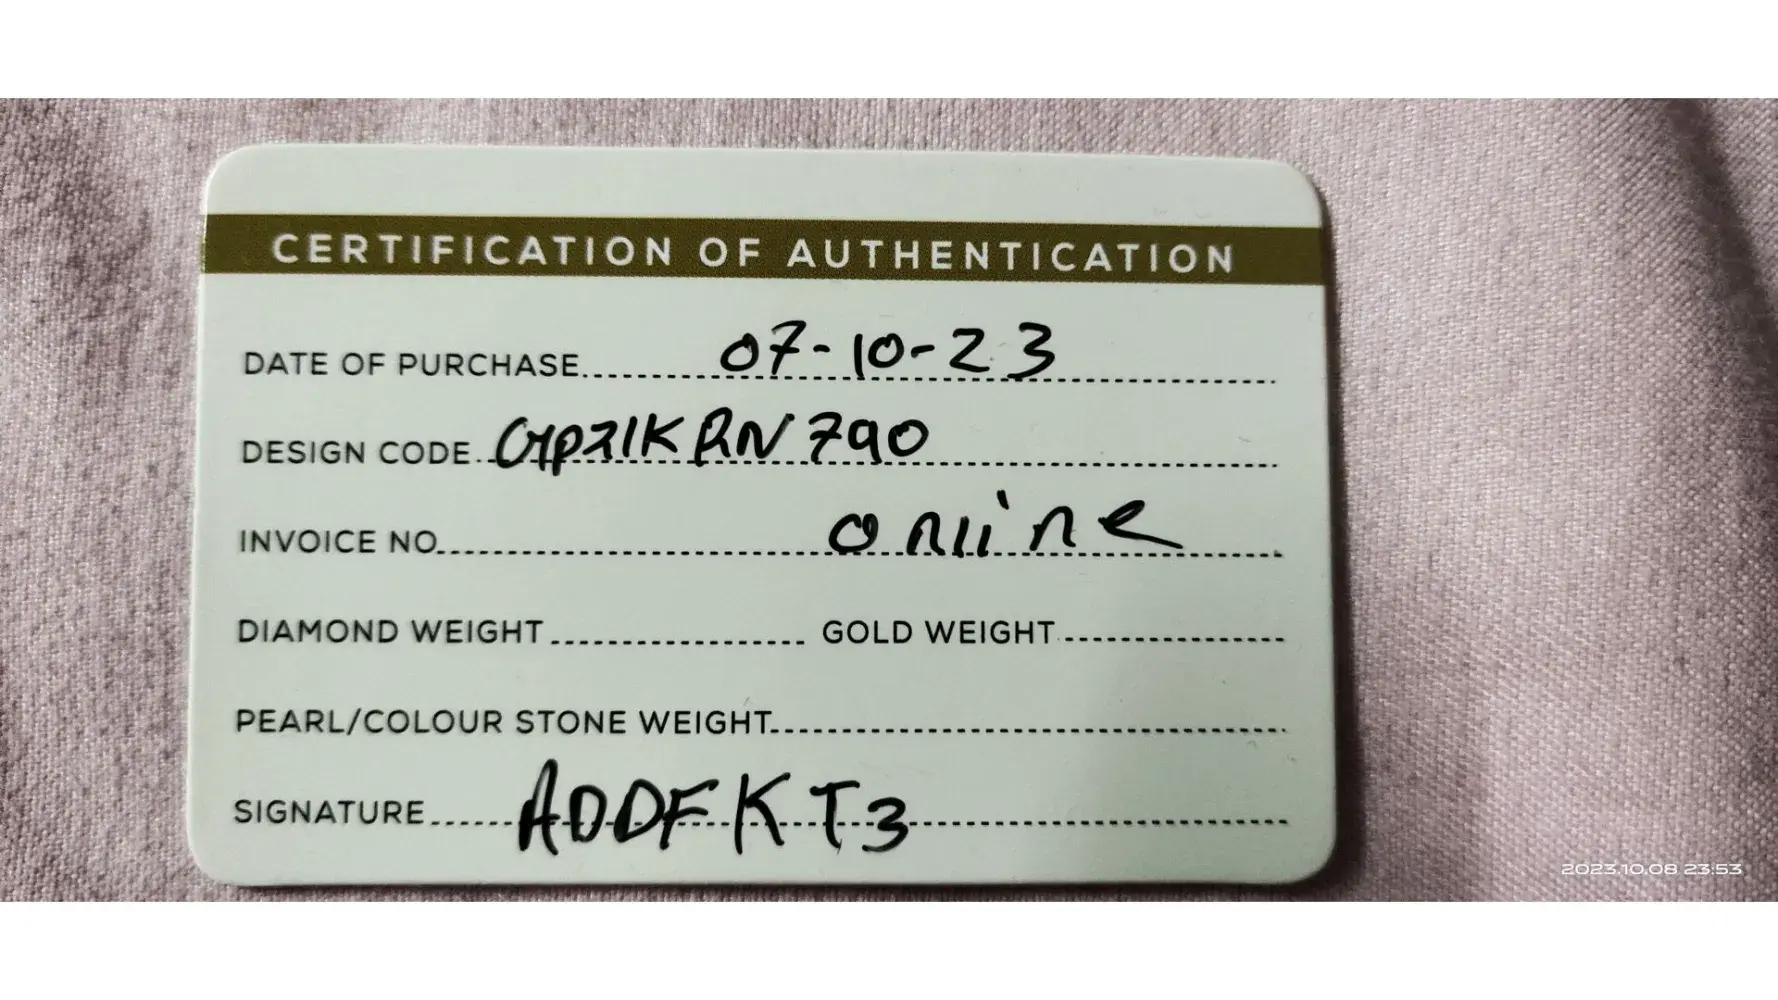 CERTIFICATION OF AUTHENTICATION
DATE OF PURCHASE 07-10-23
DESIGN CODE RN790
INVOICE NO online
DIAMOND WEIGHT GOLD WEIGHT
PEARL/COLOUR STONE WEIGHT
SIGNATURE ADDFKT3
2023.10.08 23:53